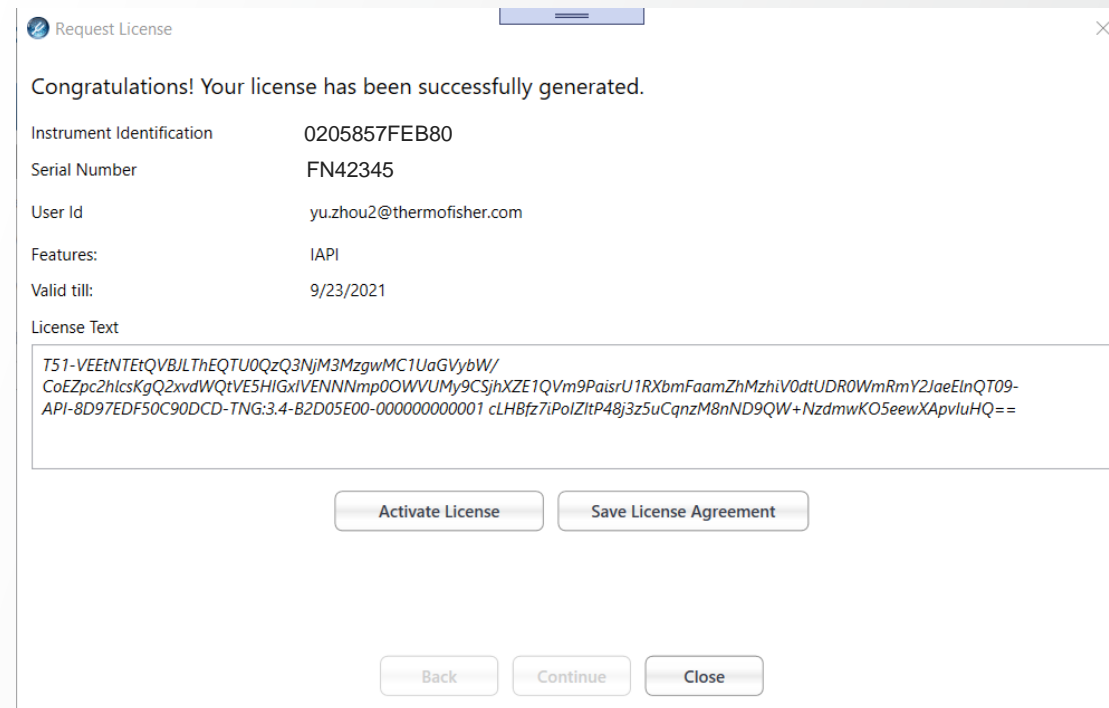 Request License
Congratulations! Your license has been successfully generated.
Instrument Identification 0205857FEB80
Serial Number FN42345
User Id yu.zhou2@thermofisher.com
Features: IAPI
Valid till: 9/23/2021
License Text
T51-VEEtNTEtQVBJLThEQTU0QzQ3NjM3MzgwMC1UaGVybW/
CoEZpc2hlcsKgQ2xvdWQtVE5HIGxlVENNNmp0OWVUMy9CSjhXZE1QVm9PaisrU1RXbmFaamZhMzhiV0dtUDR0WmRmY2JaeElnQT09-
API-8D97EDF50C90DCD-TNG:3.4-B2D05E00-000000000001 cLHBfz7iPoIZltP48j3z5uCqnzM8nND9QW+NzdmwKO5eewXApvIuHQ==
Activate License Save License Agreement
Back Continue Close